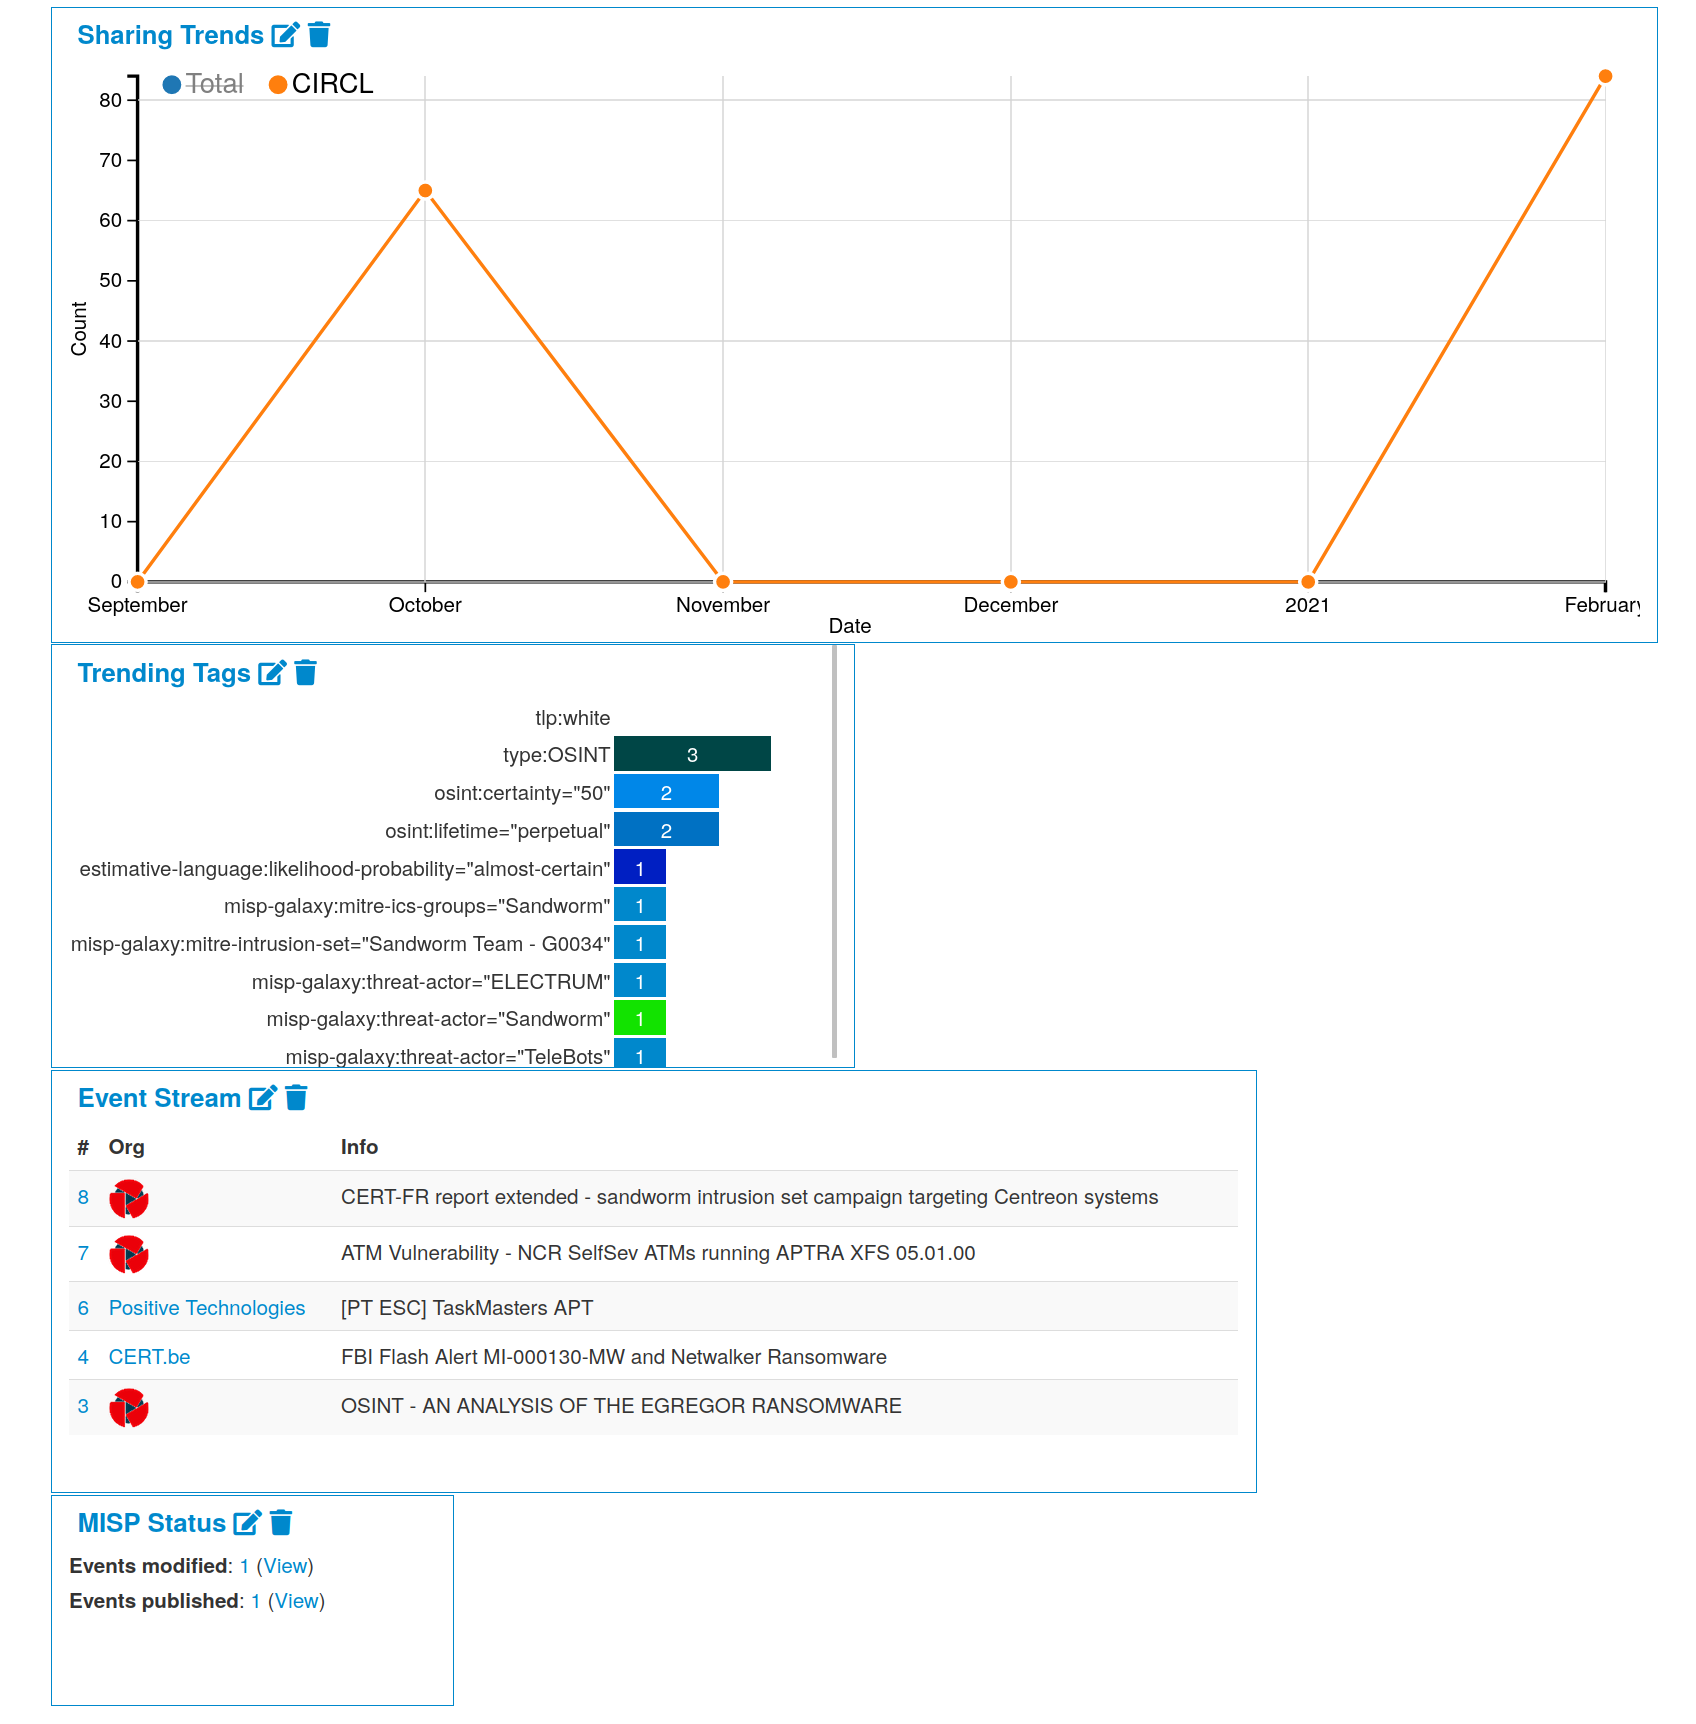 Sharing Trends
Total CIRCL
80
70
60
50
40
30
20
10
0
Count
September October November December 2021 February
Date
Trending Tags
tlp:white
type:OSINT 3
osint:certainty="50" 2
osint:lifetime="perpetual" 2
estimative-language:likelihood-probability="almost-certain" 1
misp-galaxy:mitre-ics-groups="Sandworm" 1
misp-galaxy:mitre-intrusion-set="Sandworm Team - G0034" 1
misp-galaxy:threat-actor="ELECTRUM" 1
misp-galaxy:threat-actor="Sandworm" 1
misp-galaxy:threat-actor="TeleBots" 1
Event Stream
# Org Info
8 CERT-FR report extended - sandworm intrusion set campaign targeting Centreon systems
7 ATM Vulnerability - NCR SelfSev ATMs running APTRA XFS 05.01.00
6 Positive Technologies [PT ESC] TaskMasters APT
4 CERT.be FBI Flash Alert MI-000130-MW and Netwalker Ransomware
3 OSINT - AN ANALYSIS OF THE EGREGOR RANSOMWARE
MISP Status
Events modified: 1 (View)
Events published: 1 (View)